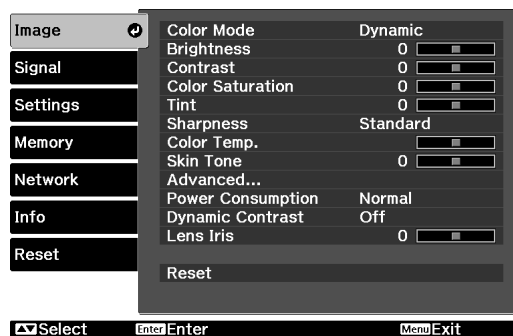 Image
Signal
Settings
Memory
Network
Info
Reset
Color Mode Dynamic
Brightness 0
Contrast 0
Color Saturation 0
Tint 0
Sharpness Standard
Color Temp.
Skin Tone 0
Advanced...
Power Consumption Normal
Dynamic Contrast Off
Lens Iris 0
Reset
Select Enter Enter Menu Exit